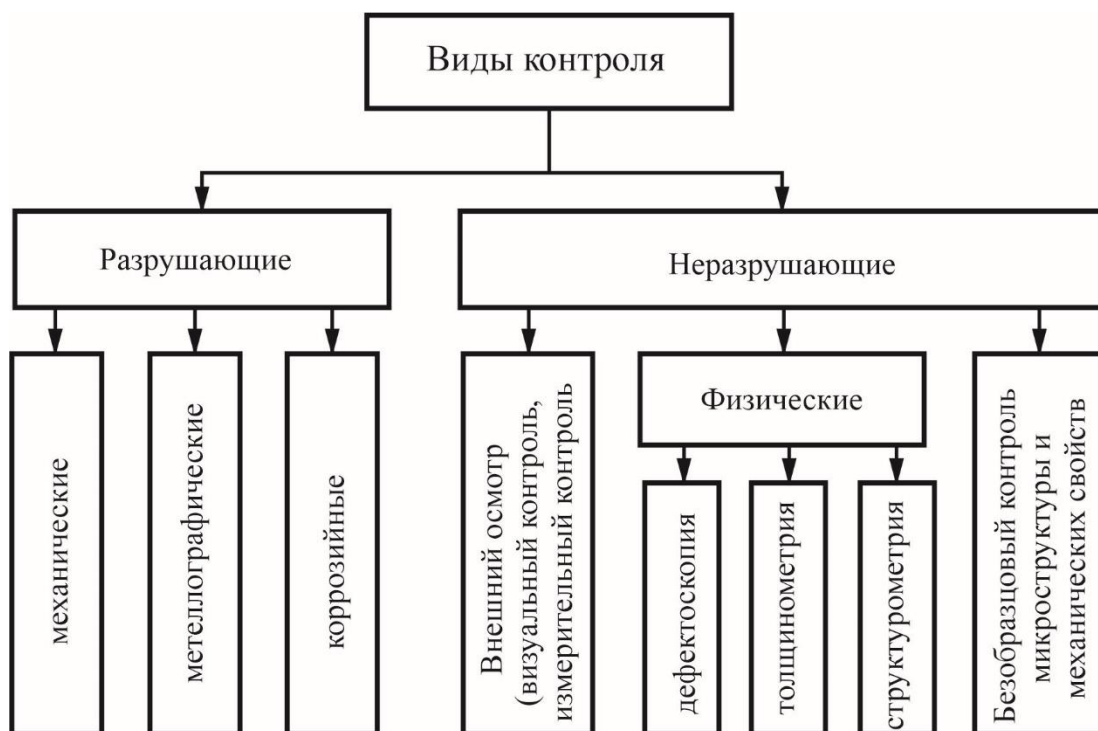 Виды контроля
Разрушающие
Неразрушающие
механические
метеллографические
коррозийные
Внешний осмотр
(визуальный контроль,
измерительный контроль
Физические
дефектоскопия
толщинометрия
структурометрия
Безобразцовый контроль
микроструктуры и
механических свойств